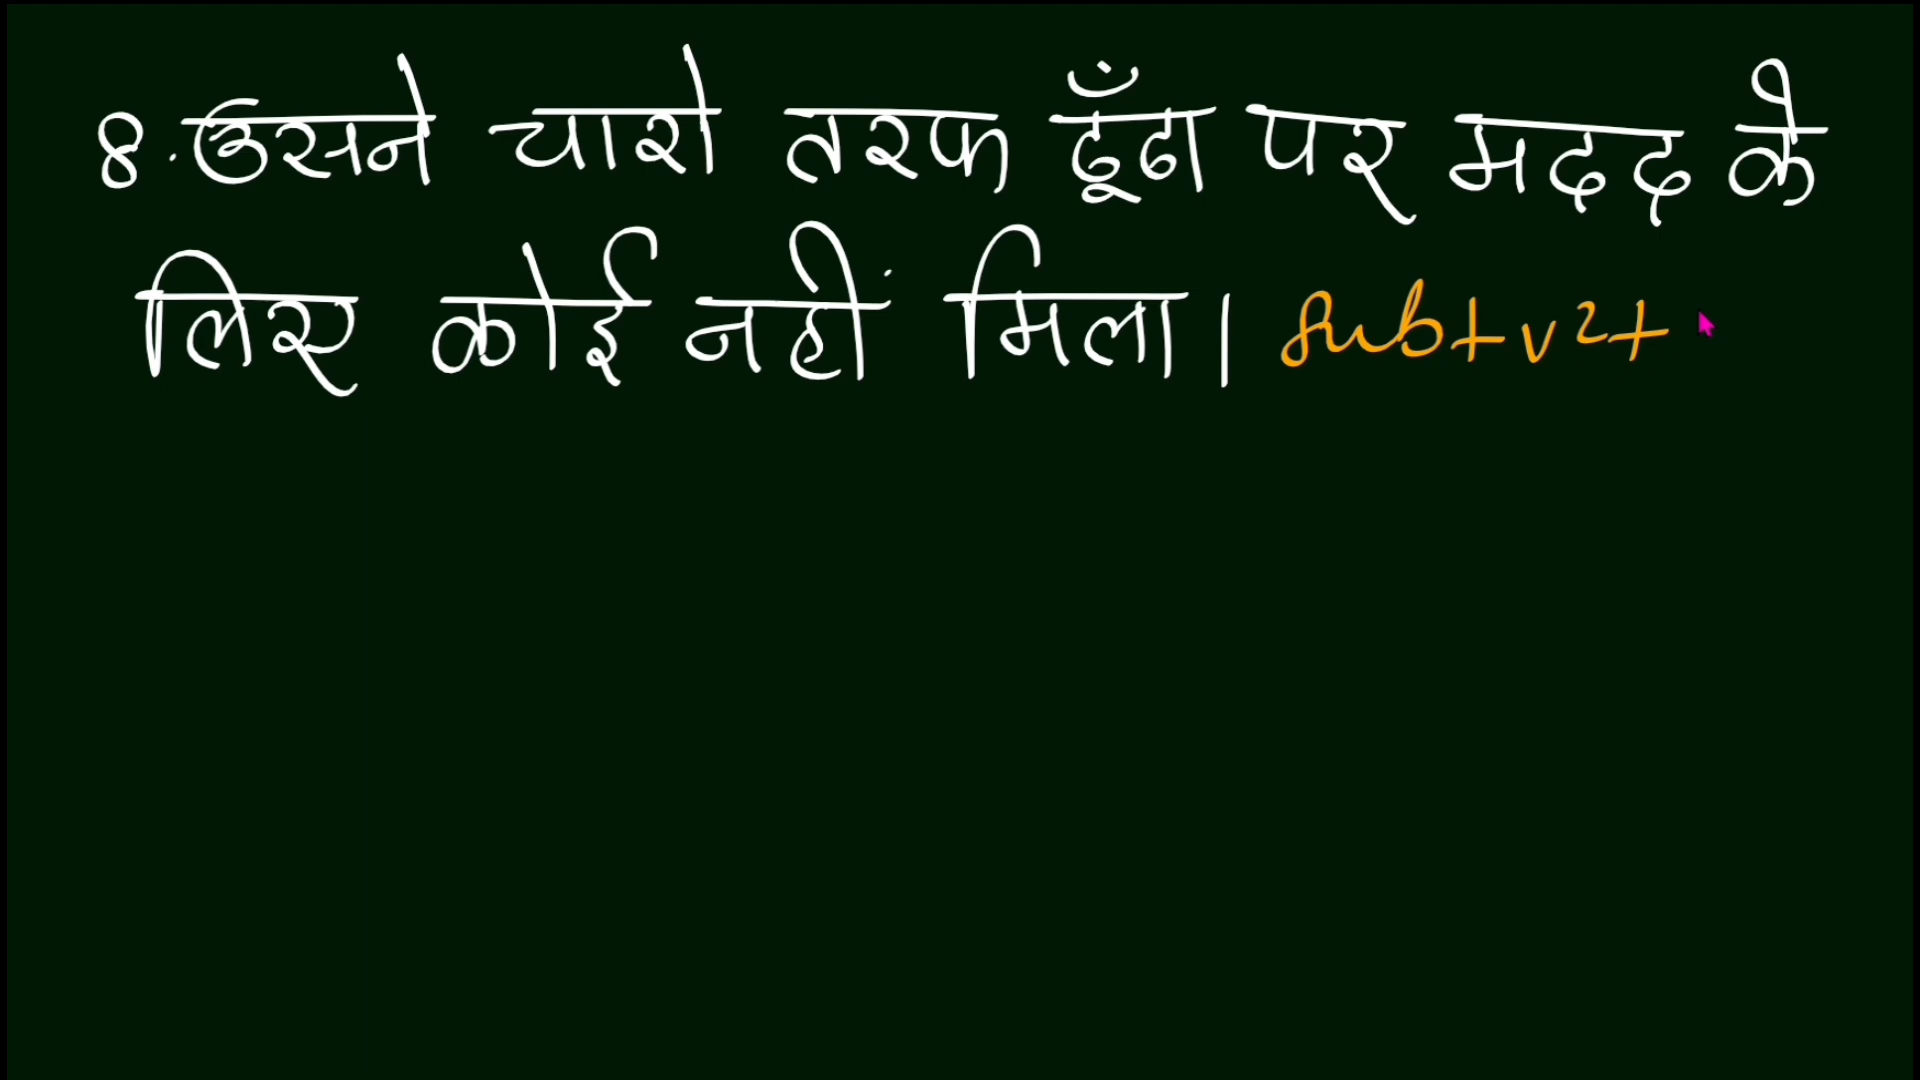 8. उसने चारो तरफ ढूँढा पर मदद के
लिए कोई नहीं मिला। Sub+v2+